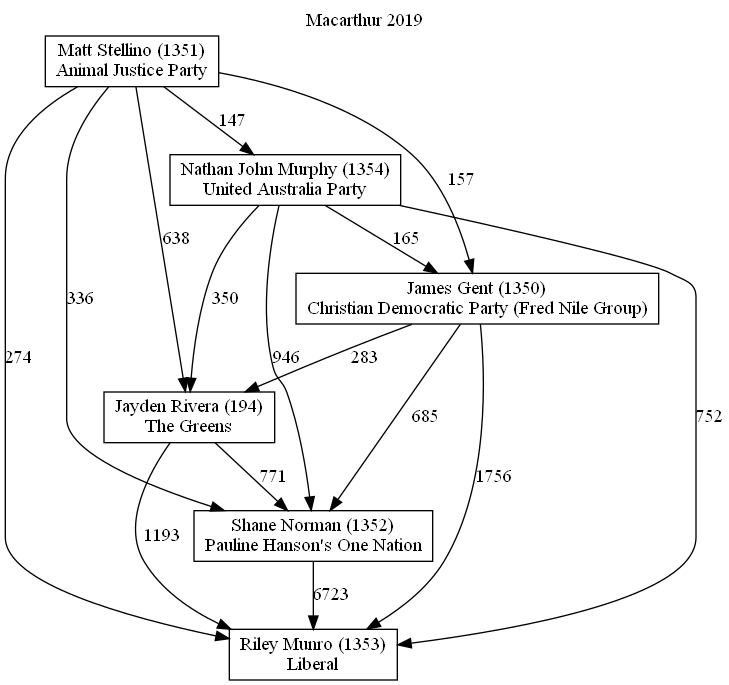 Macarthur 2019
Matt Stellino (1351)
Animal Justice Party
147
Nathan John Murphy (1354)
United Australia Party
157
638
165
336
350
James Gent (1350)
Christian Democratic Party (Fred Nile Group)
274
946
283
752
Jayden Rivera (194)
The Greens
685
771
1756
1193
Shane Norman (1352)
Pauline Hanson's One Nation
6723
Riley Munro (1353)
Liberal